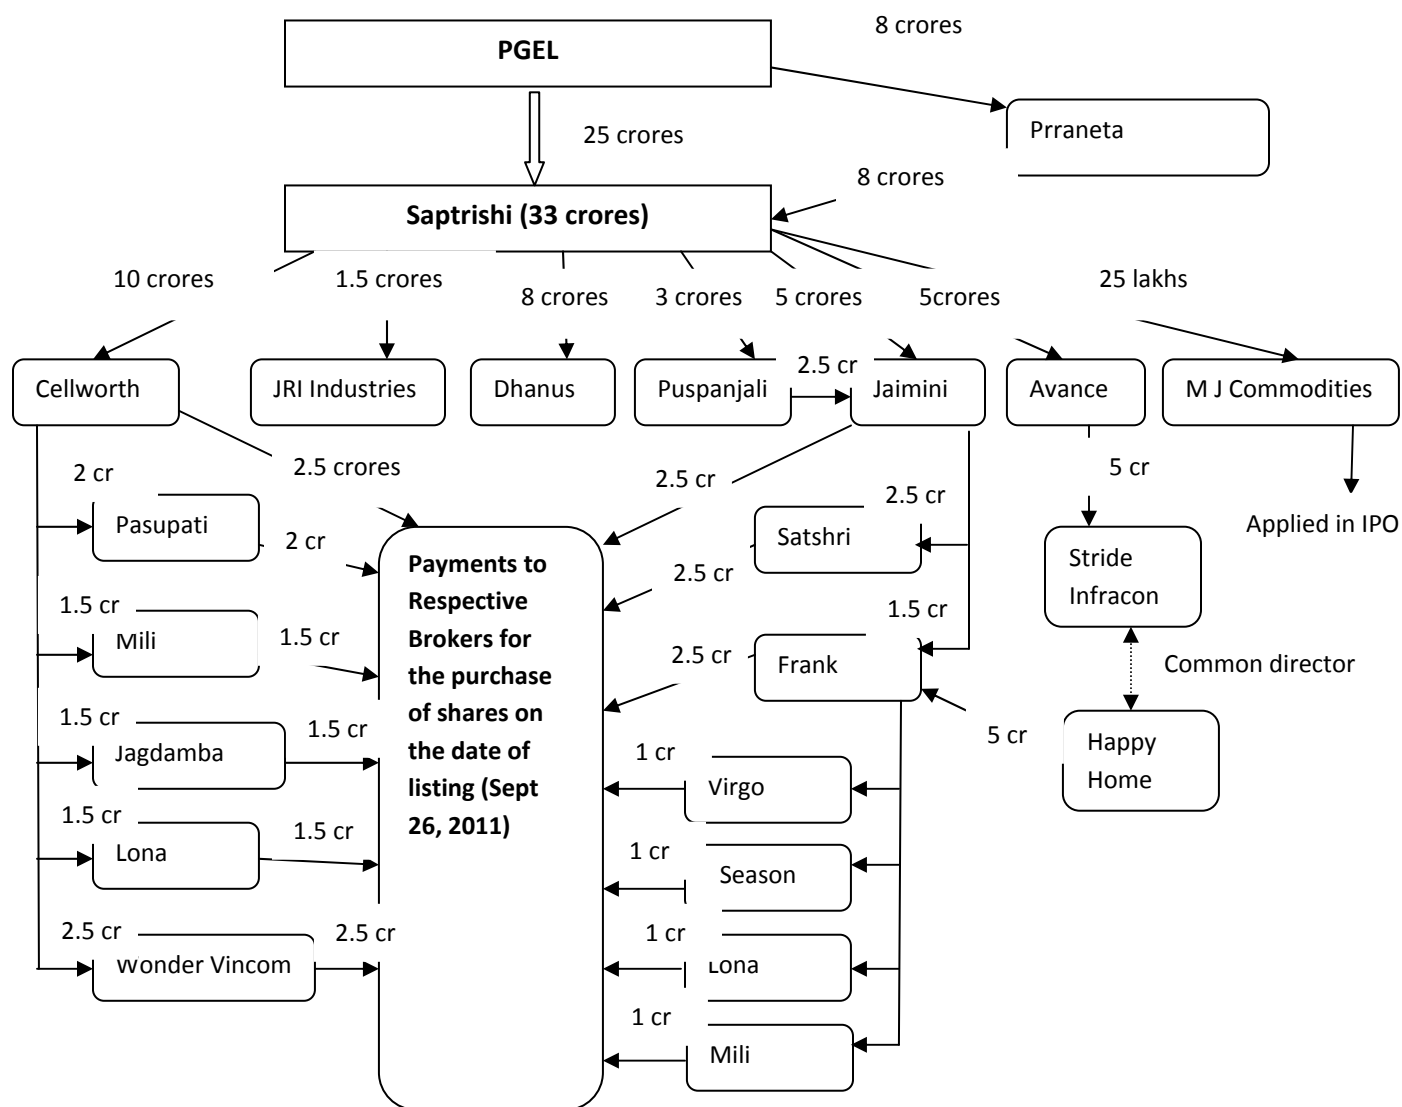 8 crores
PGEL
25 crores
Prraneta
8 crores
Saptrishi (33 crores)
10 crores
1.5 crores
8 crores
3 crores
5 crores
5crores
25 lakhs
Cellworth
JRI Industries
Dhanus
Puspanjali
2.5 cr
Jaimini
Avance
M J Commodities
2 cr
2.5 crores
2.5 cr
2.5 cr
5 cr
Applied in IPO
Pasupati
2 cr
Payments to
Respective
Brokers for
the purchase
of shares on
the date of
listing (Sept
26, 2011)
Satshri
2.5 cr
Stride
Infracon
1.5 cr
Mili
1.5 cr
1.5 cr
2.5 cr
Frank
Common director
1.5 cr
Jagdamba
1.5 cr
5 cr
Happy
Home
1 cr
Virgo
1.5 cr
Lona
1.5 cr
1 cr
Season
2.5 cr
Wonder Vincom
2.5 cr
1 cr
Lona
1 cr
Mili